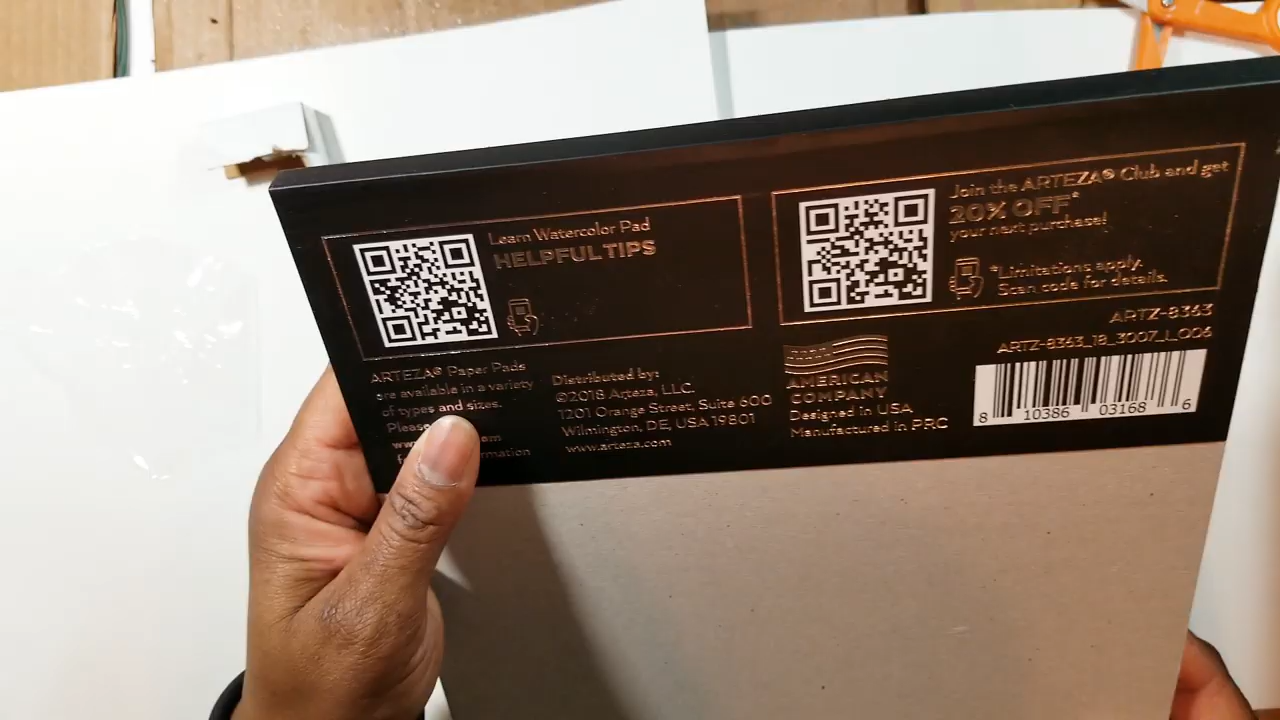 Learn Watercolor Pad
HELPFUL TIPS
Join the ARTEZA® Club and get
20% OFF*
your next purchase!
*Limitations apply.
Scan code for details.
ARTEZA® Paper Pads
are available in a variety
of types and sizes.
Please
Distributed by:
©2018 Arteza, LLC.
1201 Orange Street, Suite 600
Wilmington, DE, USA 19801
www.arteza.com
AMERICAN
COMPANY
Designed in USA
Manufactured in PRC
ARTZ-8363
ARTZ-8363_18_3007_L_006
8 10386 03168 6